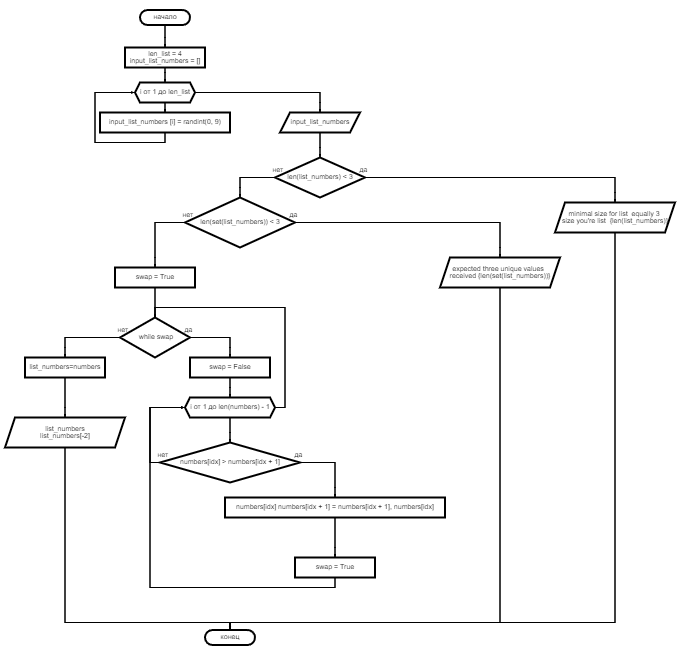 начало
len_list = 4
input_list_numbers = []
i от 1 до len_list
input_list_numbers [i] = randint(0, 9)
input_list_numbers
нет
да
len(list_numbers) < 3
нет
да
len(set(list_numbers)) < 3
minimal size for list equally 3
size you're list {len(list_numbers)}
swap = True
expected three unique values
received {len(set(list_numbers))}
нет
да
while swap
list_numbers=numbers
swap = False
i от 1 до len(numbers) - 1
list_numbers
list_numbers[-2]
нет
да
numbers[idx] > numbers[idx + 1]
numbers[idx] numbers[idx + 1] = numbers[idx + 1], numbers[idx]
swap = True
конец